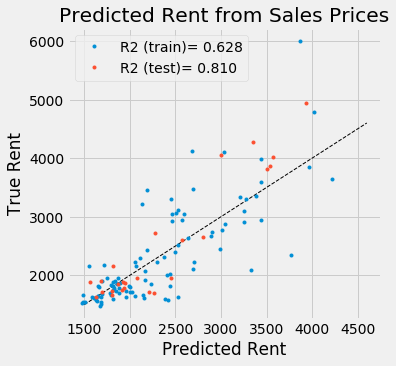 Predicted Rent from Sales Prices
R2 (train)= 0.628
R2 (test)= 0.810
6000
5000
4000
3000
2000
True Rent
1500 2000 2500 3000 3500 4000 4500
Predicted Rent